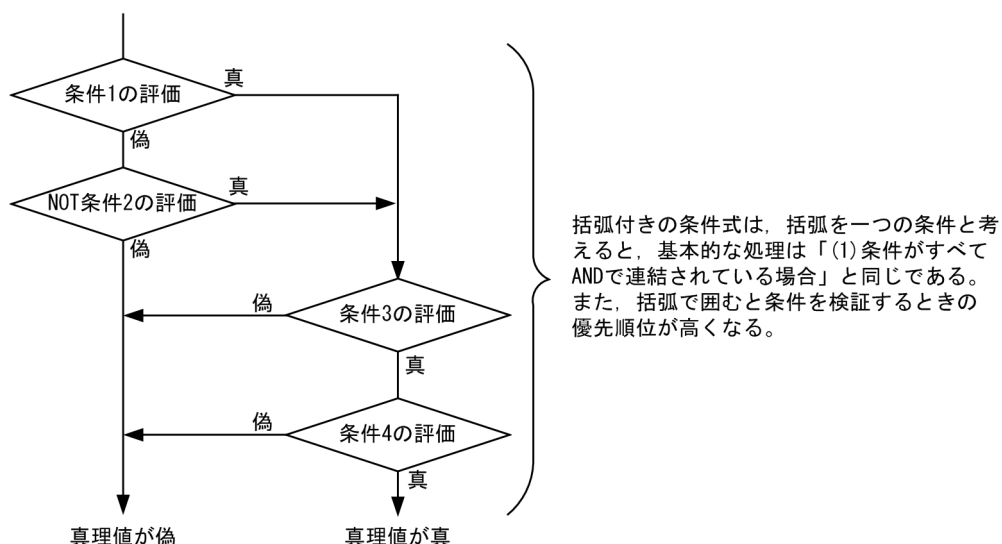 条件1の評価
真
偽
NOT条件2の評価
真
偽
条件3の評価
偽
真
条件4の評価
偽
真
真理値が偽
真理値が真
括弧付きの条件式は，括弧を一つの条件と考
えると，基本的な処理は「(1)条件がすべて
ANDで連結されている場合」と同じである。
また，括弧で囲むと条件を検証するときの
優先順位が高くなる。